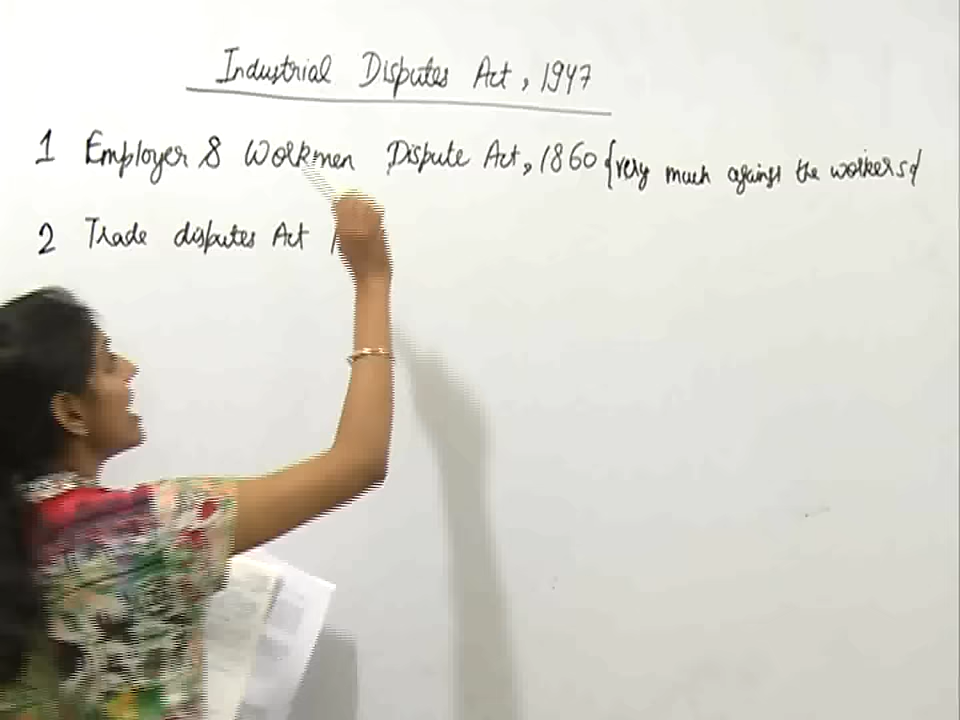 Industrial Disputes Act, 1947
1 Employer & Workmen Dispute Act, 1860 {very much against the workers}
2 Trade disputes Act 1